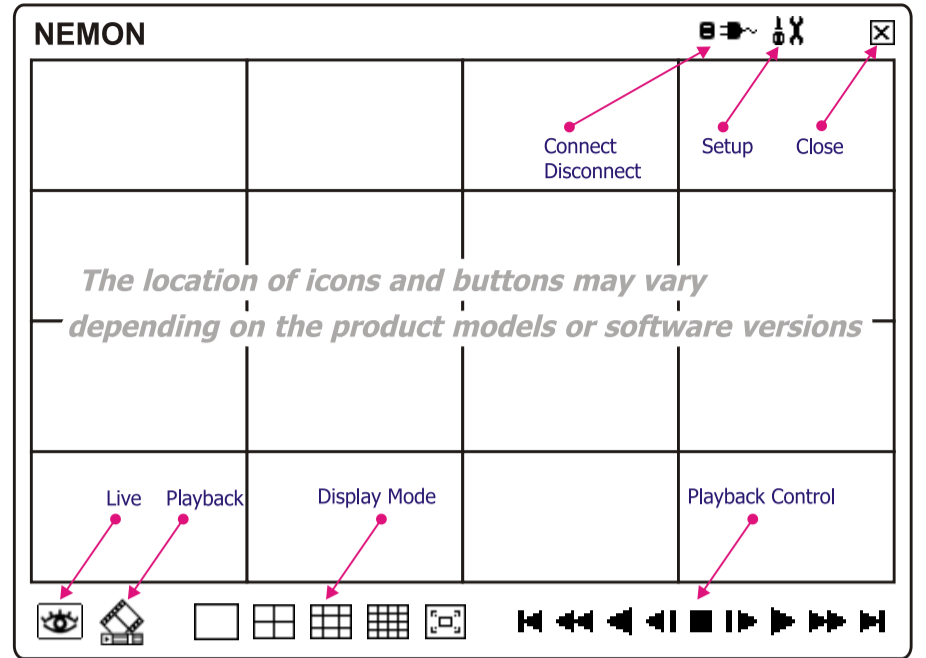 NEMON
Connect
Disconnect
Setup
Close
The location of icons and buttons may vary
depending on the product models or software versions
Live
Playback
Display Mode
Playback Control